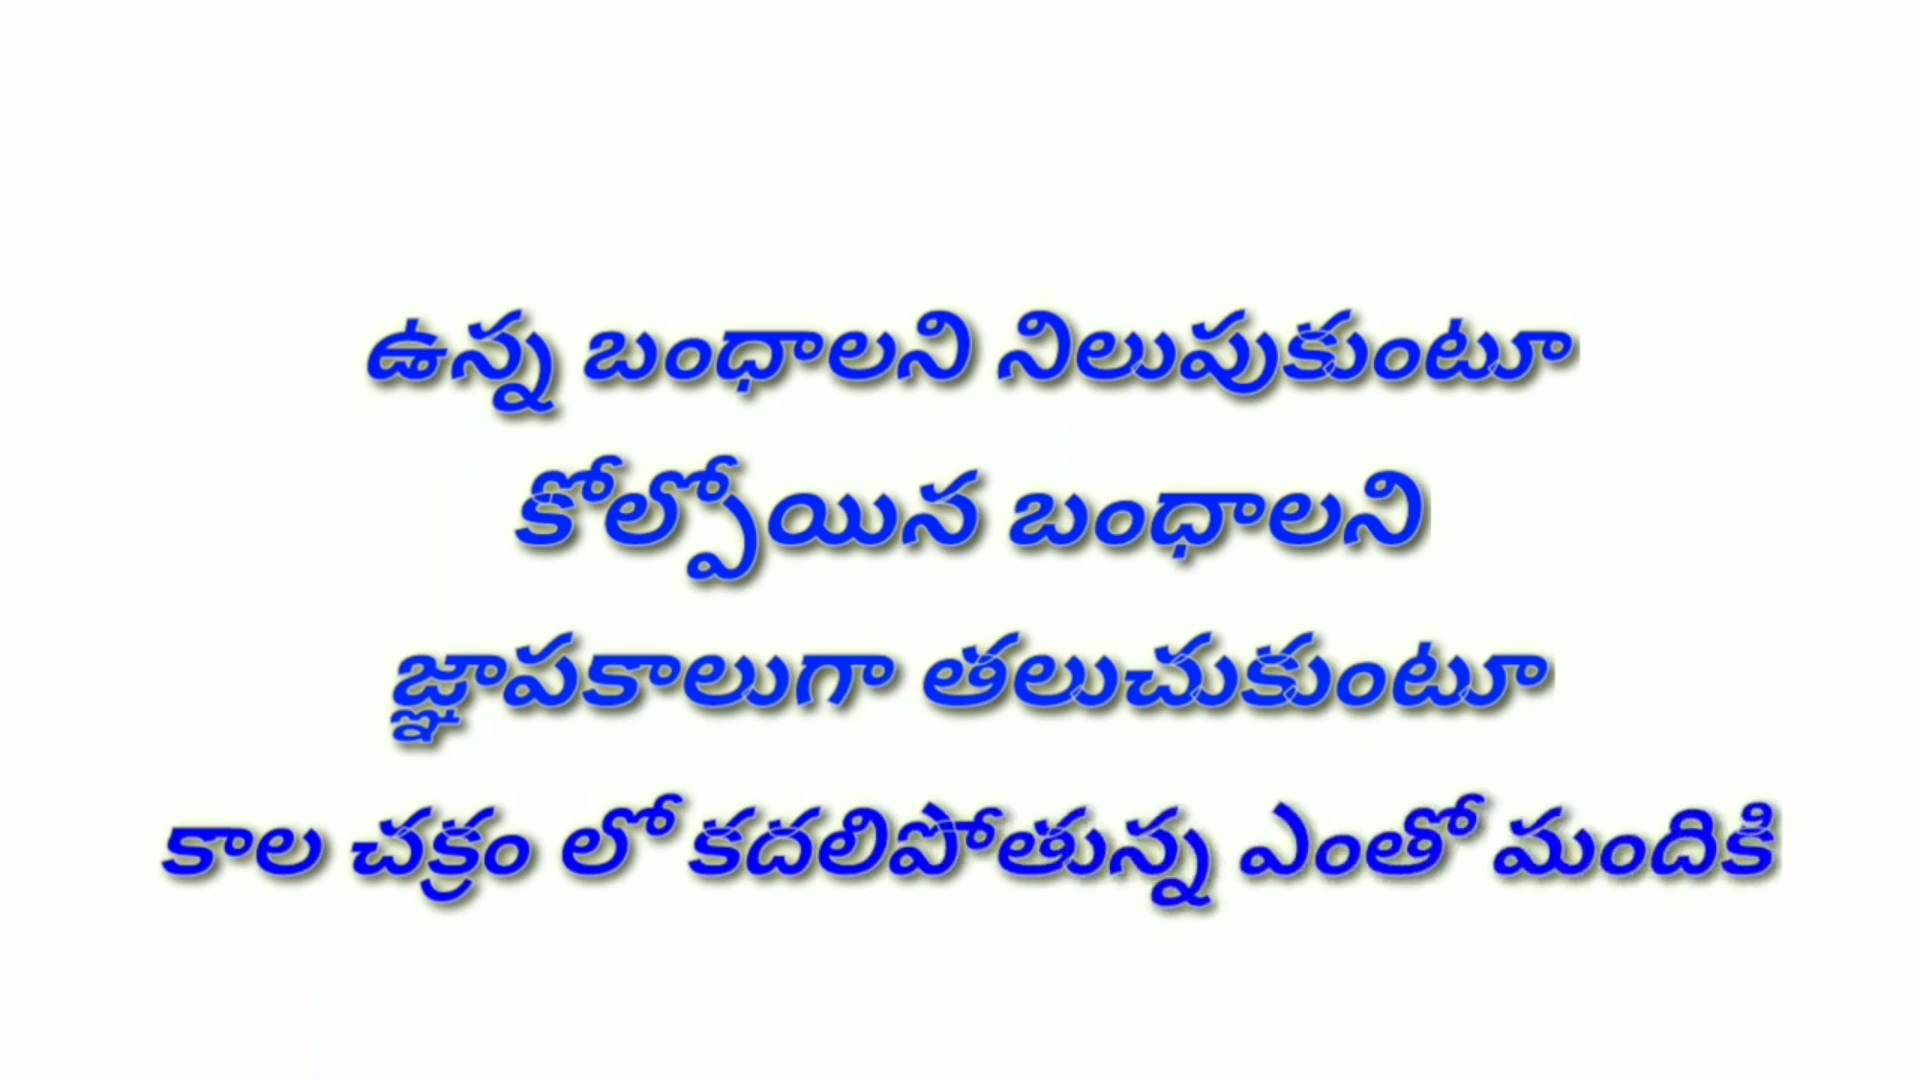 ఉన్న బంధాలని నిలుపుకుంటూ
కోల్పోయిన బంధాలని
జ్ఞాపకాలుగా తలుచుకుంటూ
కాల చక్రం లో కదలిపోతున్న ఎంతో మందికి